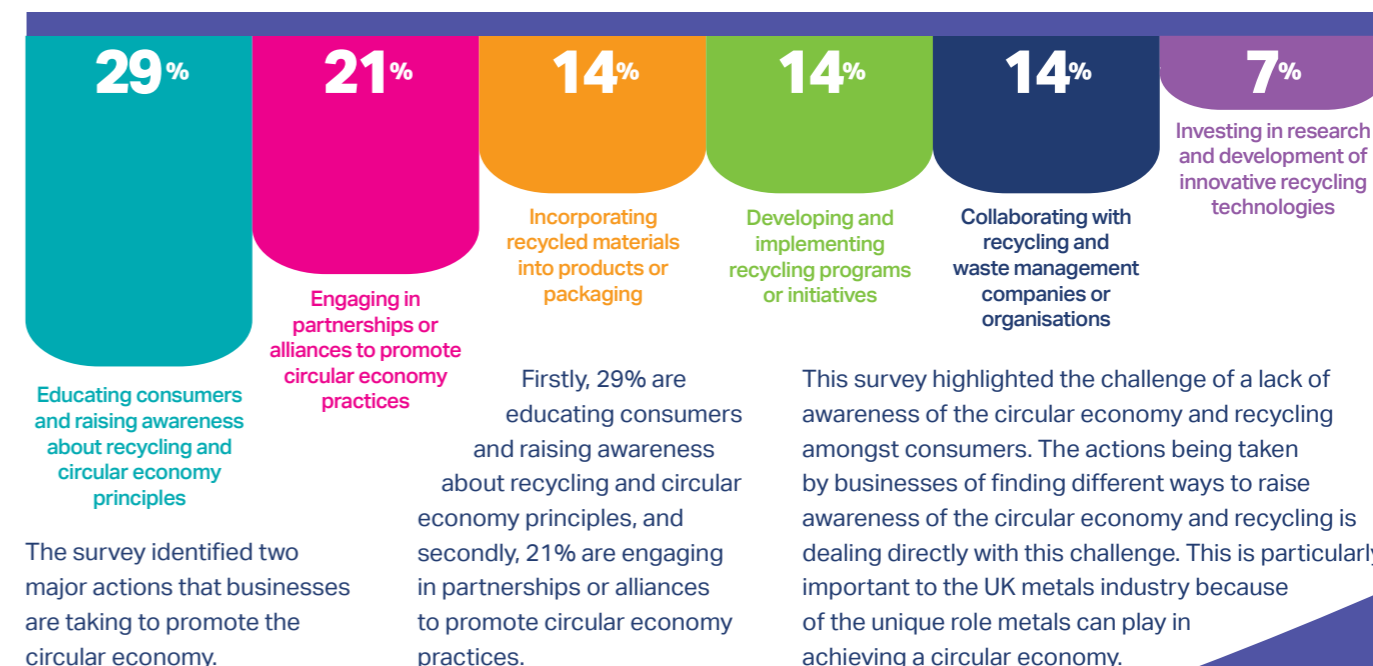 29%
Educating consumers
and raising awareness
about recycling and
circular economy
principles
21%
Engaging in
partnerships or
alliances to promote
circular economy
practices
14%
Incorporating
recycled materials
into products or
packaging
14%
Developing and
implementing
recycling programs
or initiatives
14%
Collaborating with
recycling and
waste management
companies or
organisations
7%
Investing in research
and development of
innovative recycling
technologies
The survey identified two
major actions that businesses
are taking to promote the
circular economy.
Firstly, 29% are
educating consumers
and raising awareness
about recycling and circular
economy principles, and
secondly, 21% are engaging
in partnerships or alliances
to promote circular economy
practices.
This survey highlighted the challenge of a lack of
awareness of the circular economy and recycling
amongst consumers. The actions being taken
by businesses of finding different ways to raise
awareness of the circular economy and recycling is
dealing directly with this challenge. This is particularly
important to the UK metals industry because
of the unique role metals can play in
achieving a circular economy.